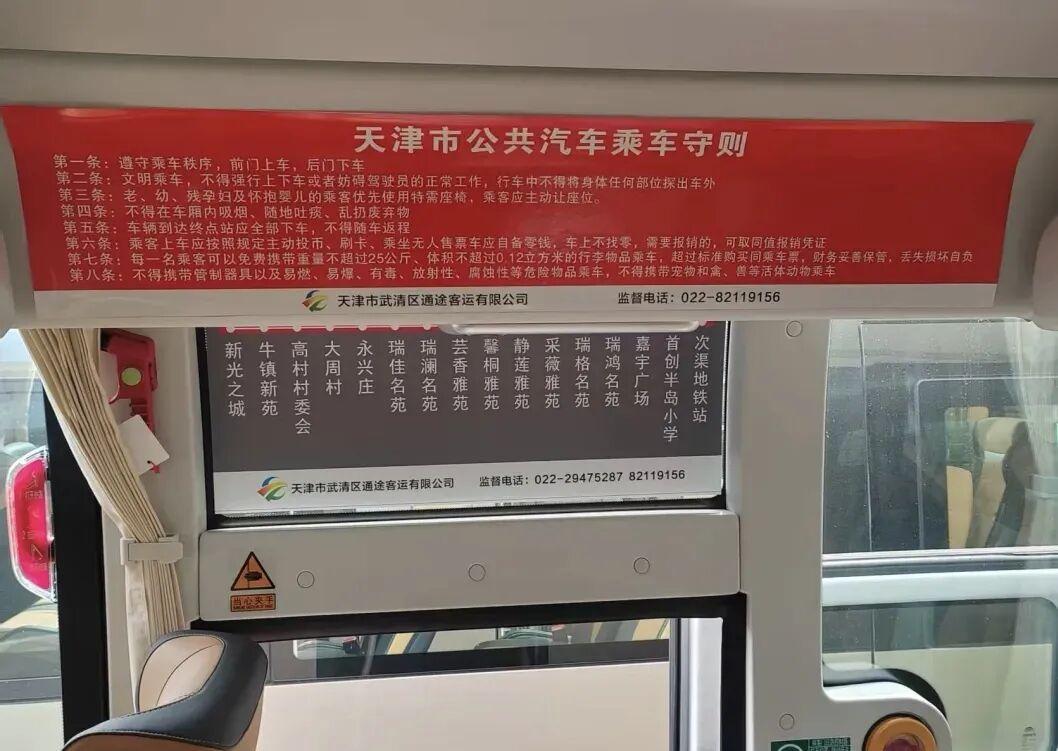 天津市公共汽车乘车守则
第一条：遵守乘车秩序，前门上车，后门下车
第二条：文明乘车，不得强行上下车或者妨碍驾驶员的正常工作，行车中不得将身体任何部位探出车外
第三条：老、幼、残孕妇及怀抱婴儿的乘客优先使用特需座椅，乘客应主动让座位。
第四条：不得在车厢内吸烟、随地吐痰、乱扔废弃物
第五条：车辆到达终点站应全部下车，不得随车返程
第六条：乘客上车应按照规定主动投币、刷卡、乘坐无人售票车应自备零钱，车上不找零，需要报销的，可取同值报销凭证
第七条：每一名乘客可以免费携带重量不超过25公斤、体积不超过0.12立方米的行李物品乘车，超过标准购买同乘车票，财务妥善保管，丢失损坏自负
第八条：不得携带管制器具以及易燃、易爆、有毒、放射性、腐蚀性等危险物品乘车，不得携带宠物和禽、兽等活体动物乘车
天津市武清区通途客运有限公司 监督电话：022-82119156
新光之城
牛镇新苑
高村村委会
大周村
永兴庄
瑞佳名苑
瑞澜名苑
芸香雅苑
馨桐雅苑
静莲雅苑
采薇雅苑
瑞格名苑
瑞鸿名苑
嘉宇广场
首创半岛小学
次渠地铁站
天津市武清区通途客运有限公司 监督电话：022-29475287 82119156
当心夹手